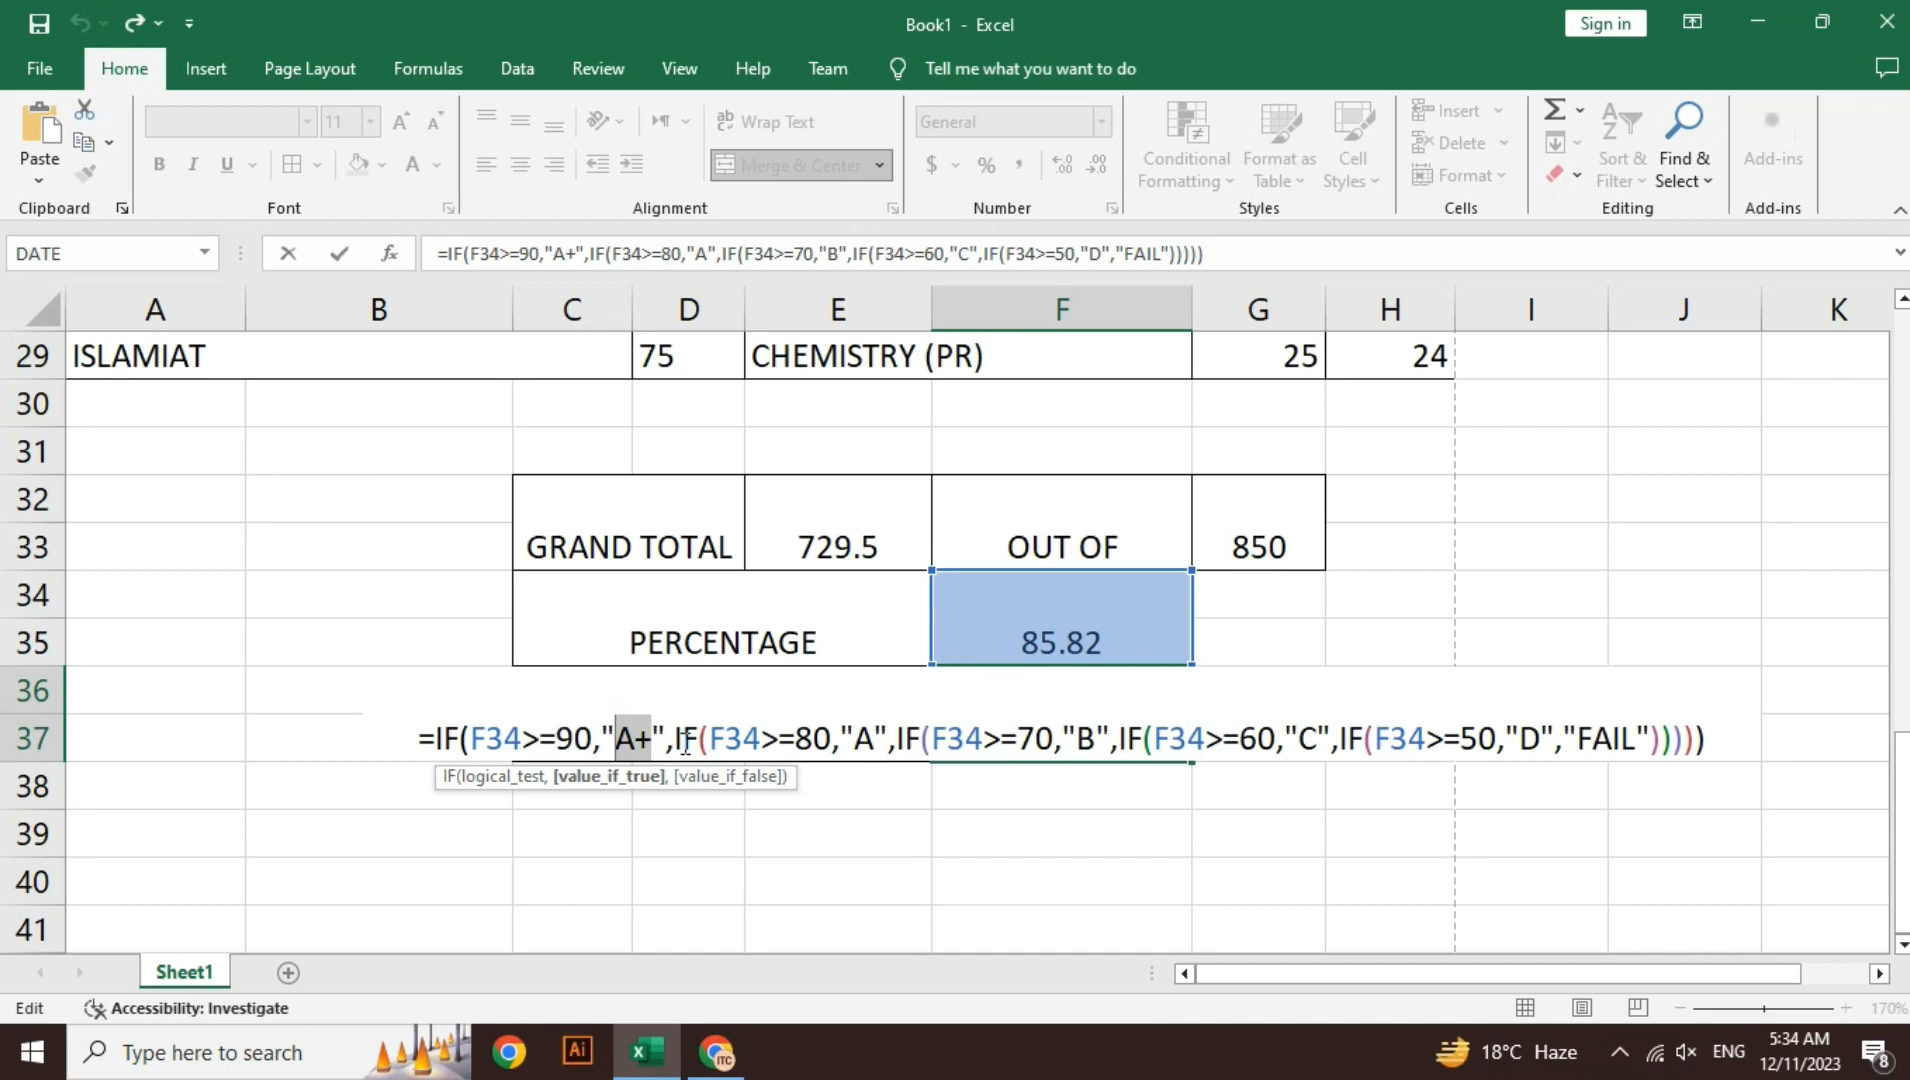 Book1 - Excel
Sign in
File Home Insert Page Layout Formulas Data Review View Help Team Tell me what you want to do
Paste
Clipboard
11
Font
Wrap Text
Merge & Center
Alignment
General
Number
Conditional Formatting
Format as Table
Cell Styles
Styles
Insert
Delete
Format
Cells
Sort & Filter
Find & Select
Editing
Add-ins
Add-ins
DATE
=IF(F34>=90,"A+",IF(F34>=80,"A",IF(F34>=70,"B",IF(F34>=60,"C",IF(F34>=50,"D","FAIL")))))
A B C D E F G H I J K
29 ISLAMIAT 75 CHEMISTRY (PR) 25 24
30
31
32
33 GRAND TOTAL 729.5 OUT OF 850
34
35 PERCENTAGE 85.82
36
37 =IF(F34>=90,"A+",IF(F34>=80,"A",IF(F34>=70,"B",IF(F34>=60,"C",IF(F34>=50,"D","FAIL")))))
IF(logical_test, [value_if_true], [value_if_false])
38
39
40
41
Sheet1
Edit Accessibility: Investigate 170%
Type here to search
Ai
ITC
18°C Haze
ENG
5:34 AM
12/11/2023
8